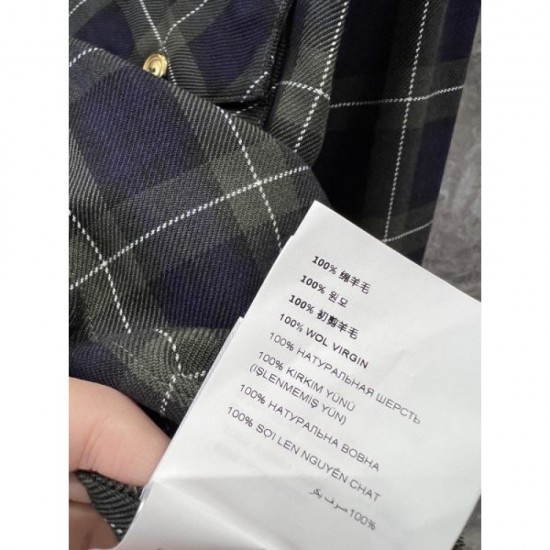 100% 绵羊毛
100% 원모
100% 初剪羊毛
100% WOL VIRGIN
100% НАТУРАЛЬНАЯ ШЕРСТЬ
100% KIRKIM YÜNÜ
(İŞLENMEMİŞ YÜN)
100% НАТУРАЛЬНА ВОВНА
100% SỢI LEN NGUYÊN CHAT
100% صوف بكر